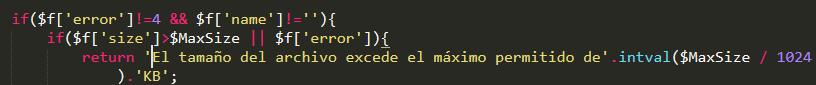 if($f['error']!=4 && $f['name']!=''){
if($f['size']>$MaxSize || $f['error']){
return 'El tamaño del archivo excede el máximo permitido de'.intval($MaxSize / 1024
).'KB';